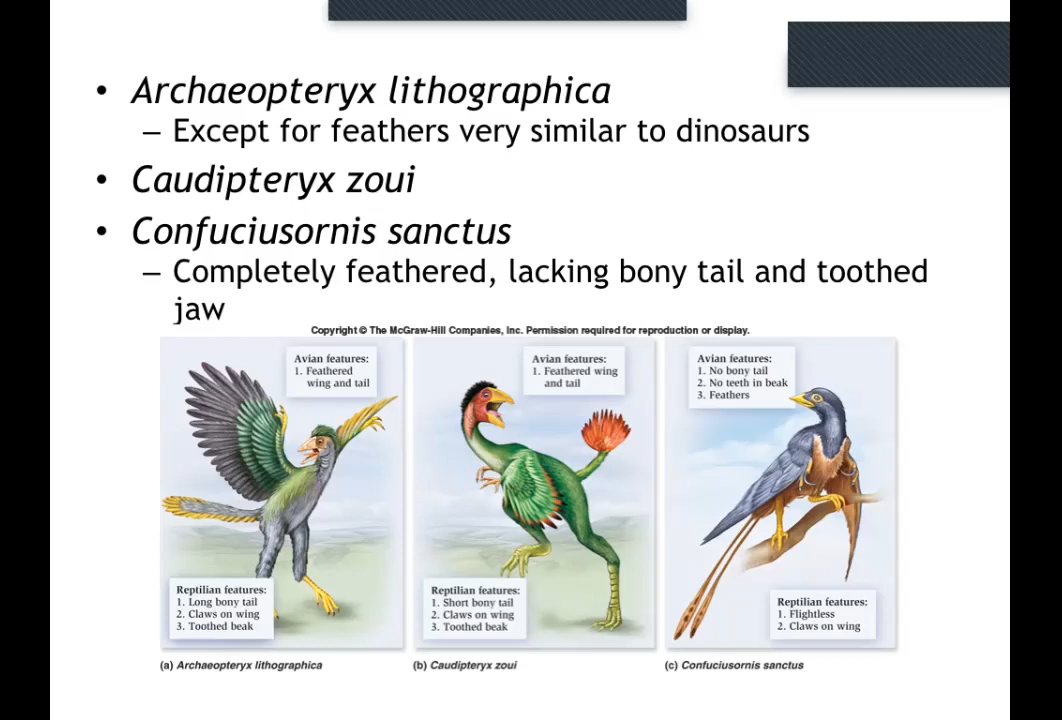 • Archaeopteryx lithographica
– Except for feathers very similar to dinosaurs
• Caudipteryx zoui
• Confuciusornis sanctus
– Completely feathered, lacking bony tail and toothed
jaw
Copyright © The McGraw-Hill Companies, Inc. Permission required for reproduction or display.
Avian features:
1. Feathered
wing and tail
Reptilian features:
1. Long bony tail
2. Claws on wing
3. Toothed beak
(a) Archaeopteryx lithographica
Avian features:
1. Feathered wing
and tail
Reptilian features:
1. Short bony tail
2. Claws on wing
3. Toothed beak
(b) Caudipteryx zoui
Avian features:
1. No bony tail
2. No teeth in beak
3. Feathers
Reptilian features:
1. Flightless
2. Claws on wing
(c) Confuciusornis sanctus